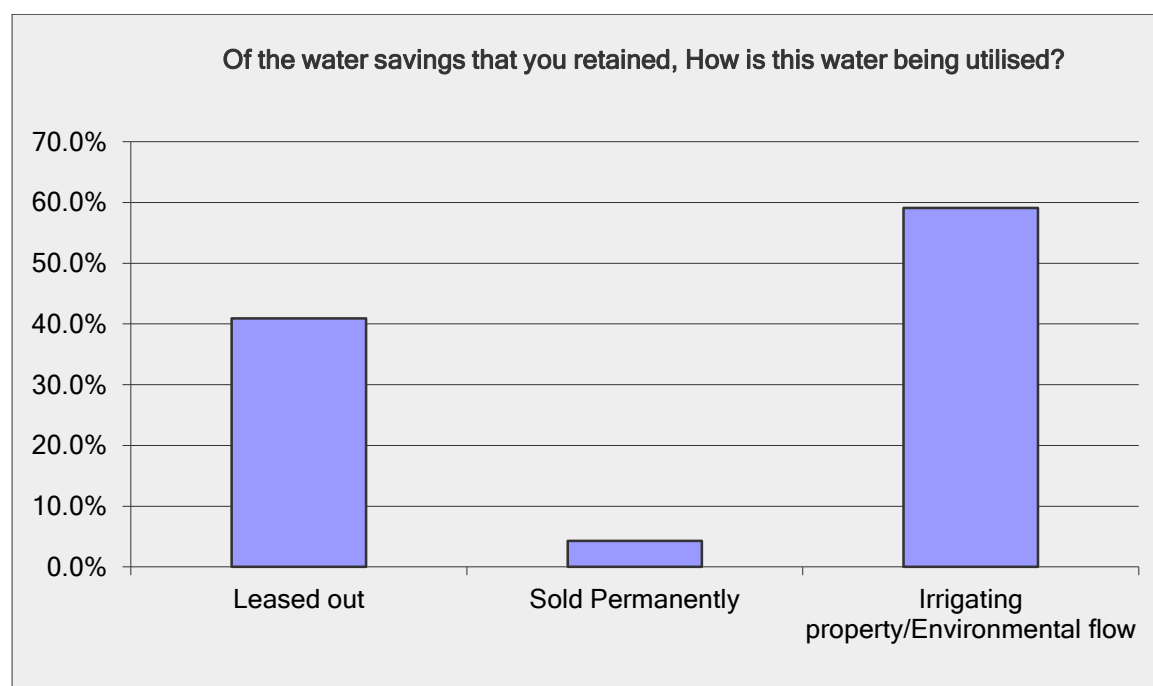 Of the water savings that you retained, How is this water being utilised?
70.0%
60.0%
50.0%
40.0%
30.0%
20.0%
10.0%
0.0%
Leased out
Sold Permanently
Irrigating
property/Environmental flow